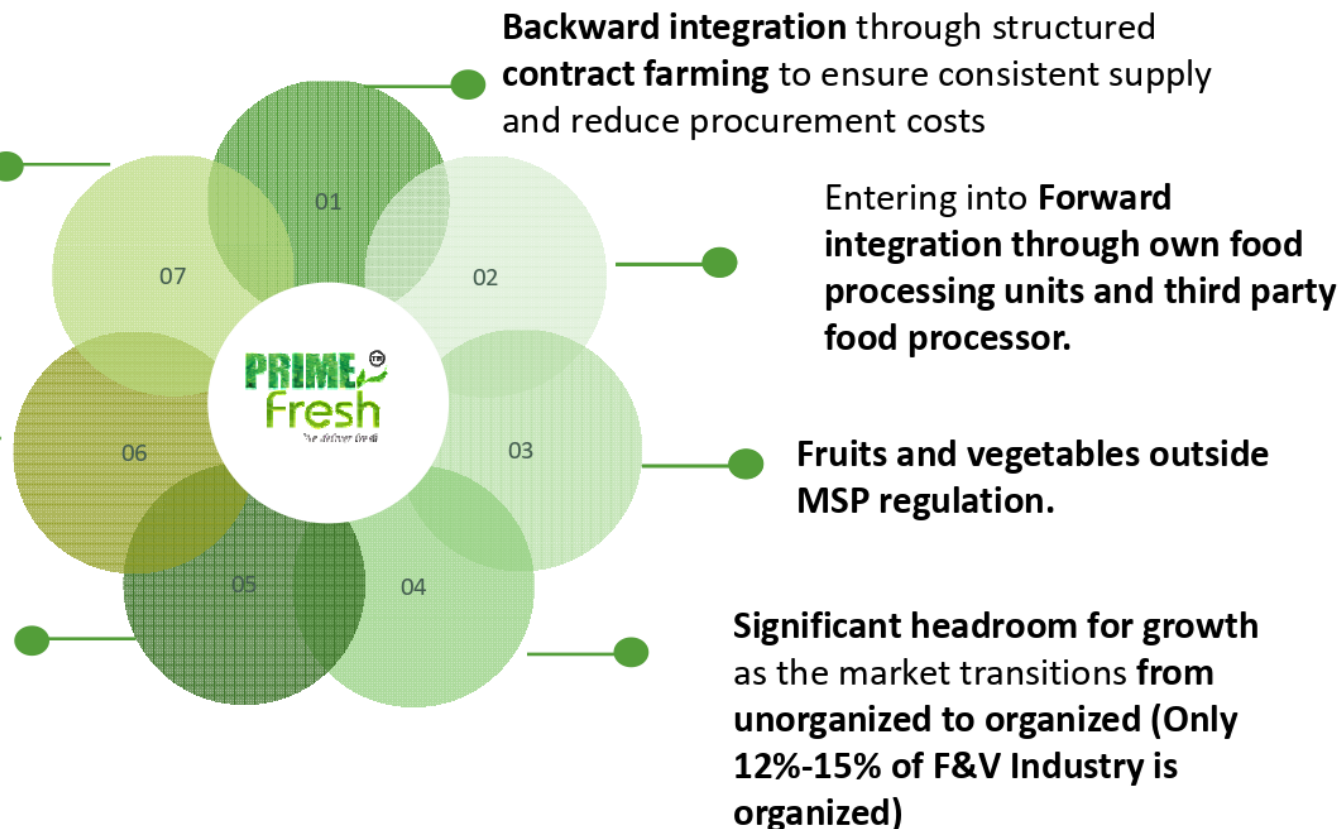 Backward integration through structured
contract farming to ensure consistent supply
and reduce procurement costs
01
Entering into Forward
integration through own food
processing units and third party
food processor.
02
07
PRIME
TM
Fresh
03
Fruits and vegetables outside
MSP regulation.
06
05
04
Significant headroom for growth
as the market transitions from
unorganized to organized (Only
12%-15% of F&V Industry is
organized)